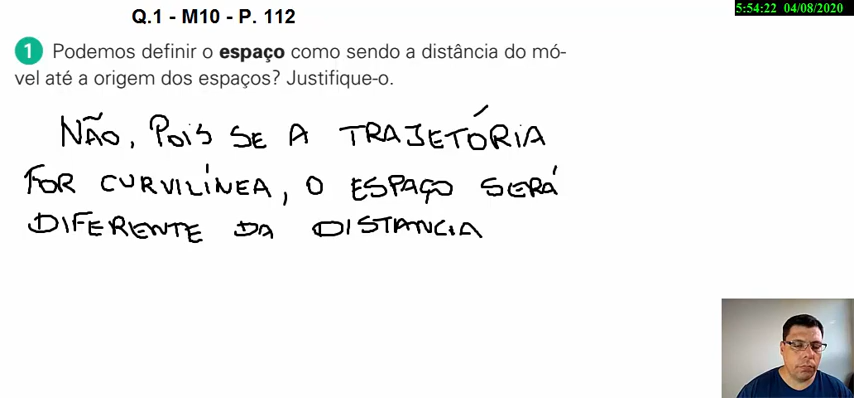 Q.1 - M10 - P. 112
5:54:22 04/08/2020
1 Podemos definir o espaço como sendo a distância do mó-
vel até a origem dos espaços? Justifique-o.
NÃO, POIS SE A TRAJETÓRIA
FOR CURVILÍNEA, O ESPAÇO SERÁ
DIFERENTE DA DISTANCIA